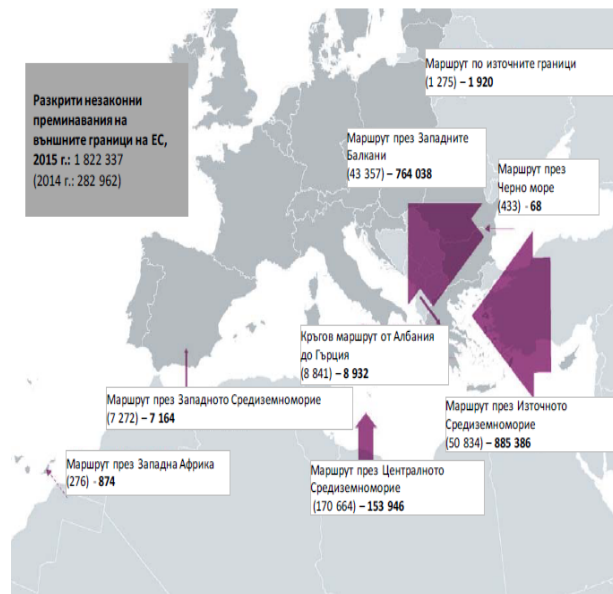 Разкрити незаконни
преминавания на
външните граници на ЕС,
2015 г.: 1 822 337
(2014 г.: 282 962)
Маршрут по източните граници
(1 275) – 1 920
Маршрут през Западните
Балкани
(43 357) – 764 038
Маршрут през
Черно море
(433) - 68
Кръгов маршрут от Албания
до Гърция
(8 841) – 8 932
Маршрут през Западното Средиземноморие
(7 272) – 7 164
Маршрут през Източното
Средиземноморие
(50 834) – 885 386
Маршрут през Западна Африка
(276) - 874
Маршрут през Централното
Средиземноморие
(170 664) – 153 946